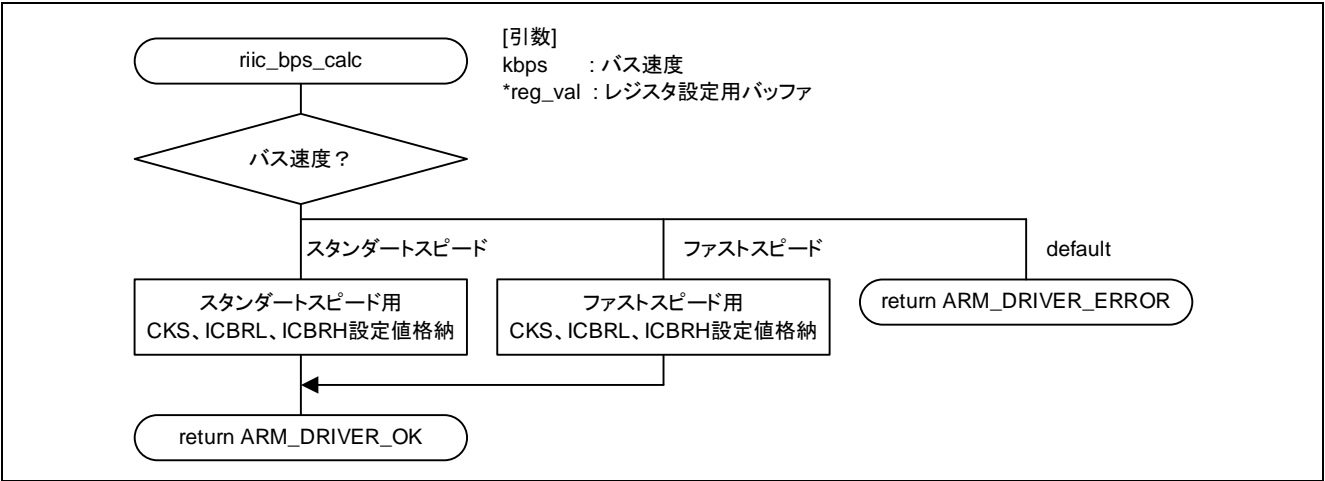 riic_bps_calc
[引数]
kbps : バス速度
*reg_val : レジスタ設定用バッファ
バス速度？
スタンダートスピード
ファストスピード
default
スタンダートスピード用
CKS、ICBRL、ICBRH設定値格納
ファストスピード用
CKS、ICBRL、ICBRH設定値格納
return ARM_DRIVER_ERROR
return ARM_DRIVER_OK